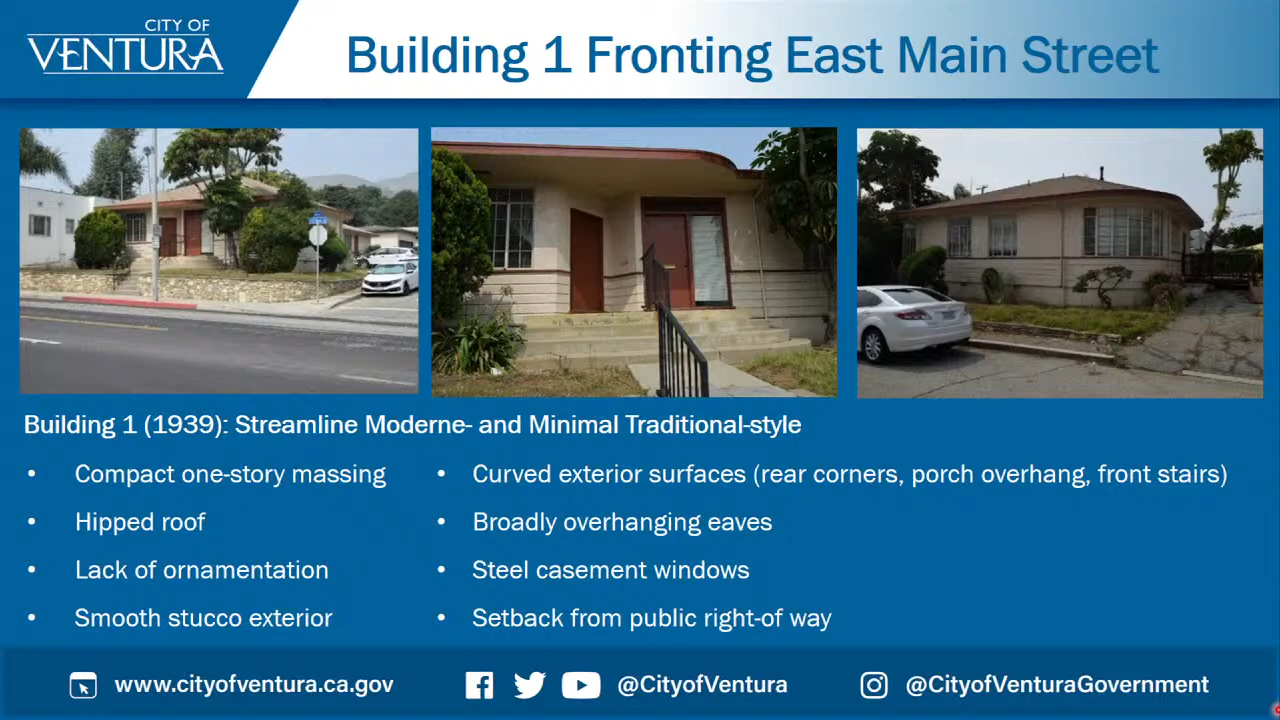 CITY OF
VENTURA
Building 1 Fronting East Main Street
Building 1 (1939): Streamline Moderne- and Minimal Traditional-style
• Compact one-story massing
• Hipped roof
• Lack of ornamentation
• Smooth stucco exterior
• Curved exterior surfaces (rear corners, porch overhang, front stairs)
• Broadly overhanging eaves
• Steel casement windows
• Setback from public right-of way
www.cityofventura.ca.gov
@CityofVentura
@CityofVenturaGovernment